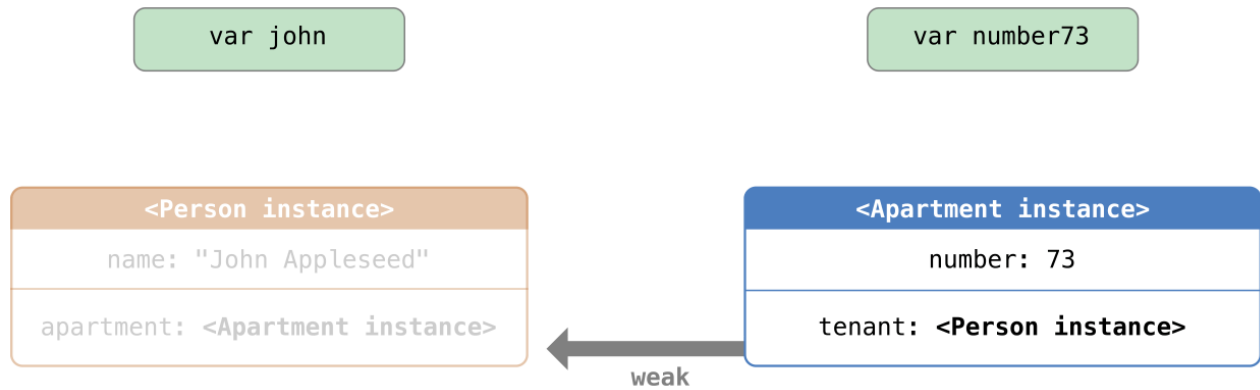 var john
var number73
<Person instance>
name: "John Appleseed"
apartment: <Apartment instance>
<Apartment instance>
number: 73
tenant: <Person instance>
weak